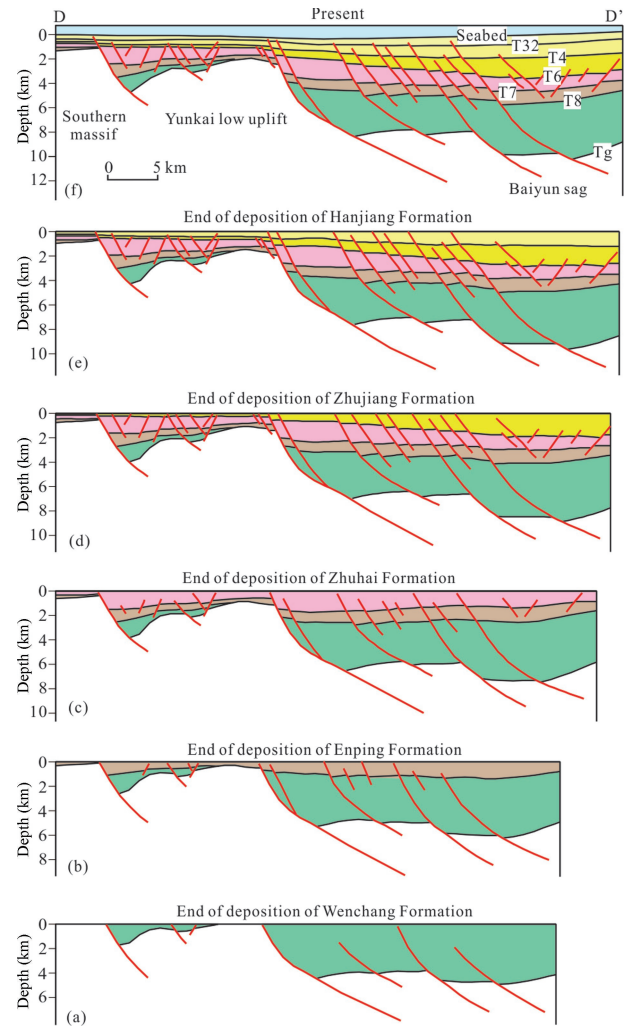 D Present D’
0
2
4
6
8
10
12
Depth (km)
Seabed
T32
T4
T6
T7
T8
Tg
Southern
massif
Yunkai low uplift
0 5 km
Baiyun sag
(f)
End of deposition of Hanjiang Formation
0
2
4
6
8
10
Depth (km)
(e)
End of deposition of Zhujiang Formation
0
2
4
6
8
10
Depth (km)
(d)
End of deposition of Zhuhai Formation
0
2
4
6
8
10
Depth (km)
(c)
End of deposition of Enping Formation
0
2
4
6
8
Depth (km)
(b)
End of deposition of Wenchang Formation
0
2
4
6
Depth (km)
(a)